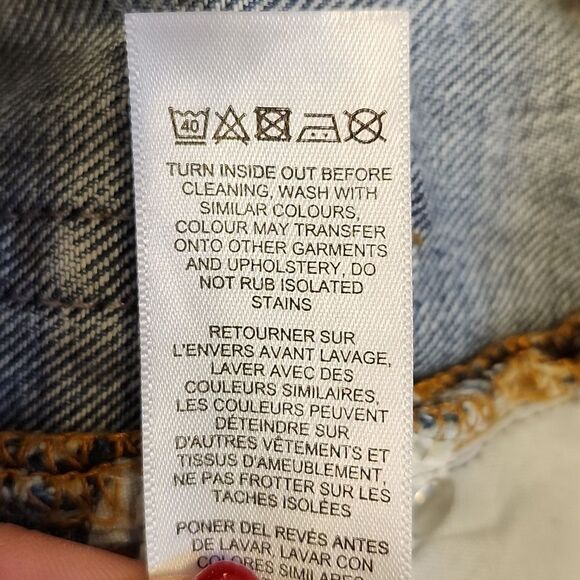 40
TURN INSIDE OUT BEFORE
CLEANING, WASH WITH
SIMILAR COLOURS,
COLOUR MAY TRANSFER
ONTO OTHER GARMENTS
AND UPHOLSTERY, DO
NOT RUB ISOLATED
STAINS
RETOURNER SUR
L'ENVERS AVANT LAVAGE,
LAVER AVEC DES
COULEURS SIMILAIRES,
LES COULEURS PEUVENT
DÉTEINDRE SUR
D'AUTRES VÊTEMENTS ET
TISSUS D'AMEUBLEMENT,
NE PAS FROTTER SUR LES
TACHES ISOLÉES
PONER DEL REVÉS ANTES
DE LAVAR, LAVAR CON
COLORES SIMILARES